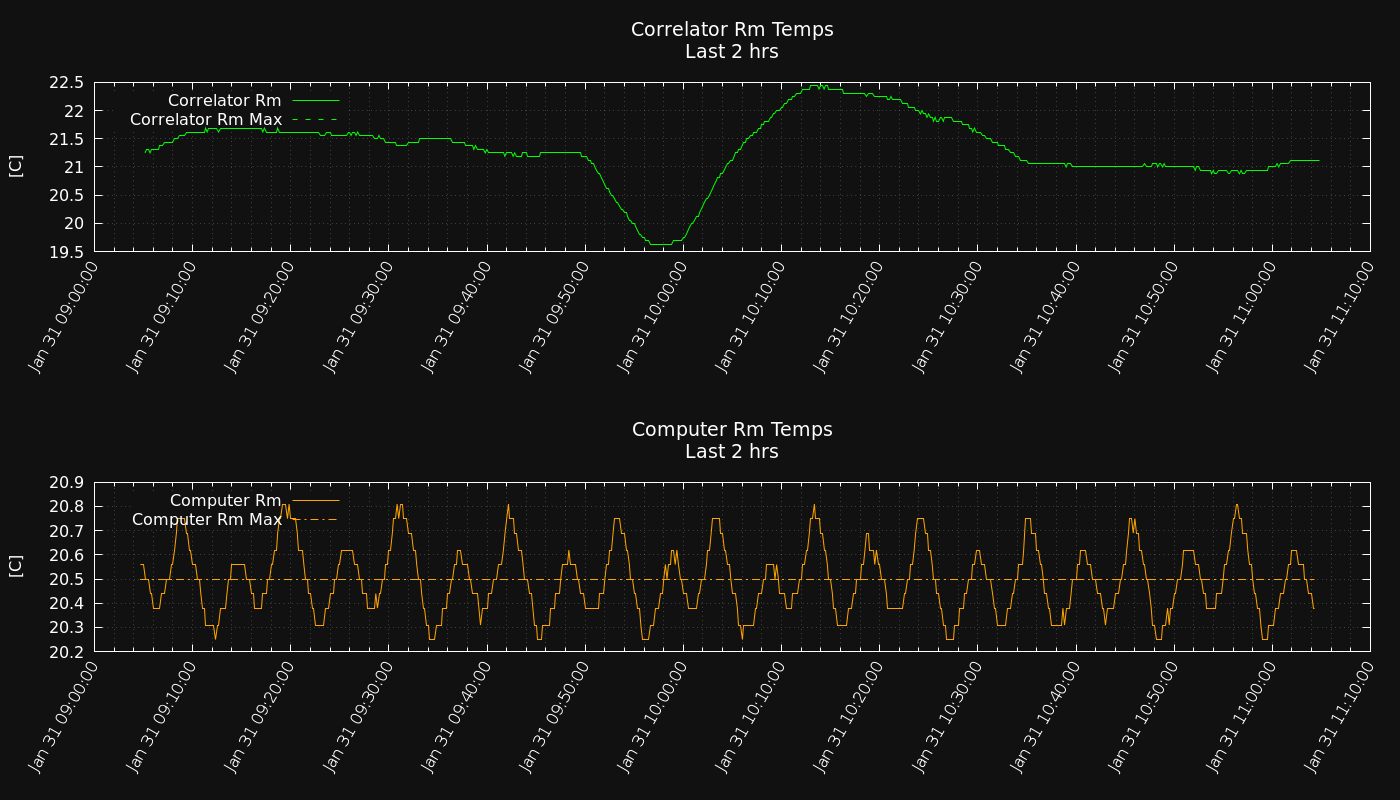 Correlator Rm Temps
Last 2 hrs
22.5
22
21.5
21
20.5
20
19.5
[C]
Correlator Rm
Correlator Rm Max
Jan 31 09:00:00
Jan 31 09:10:00
Jan 31 09:20:00
Jan 31 09:30:00
Jan 31 09:40:00
Jan 31 09:50:00
Jan 31 10:00:00
Jan 31 10:10:00
Jan 31 10:20:00
Jan 31 10:30:00
Jan 31 10:40:00
Jan 31 10:50:00
Jan 31 11:00:00
Jan 31 11:10:00
Computer Rm Temps
Last 2 hrs
20.9
20.8
20.7
20.6
20.5
20.4
20.3
20.2
[C]
Computer Rm
Computer Rm Max
Jan 31 09:00:00
Jan 31 09:10:00
Jan 31 09:20:00
Jan 31 09:30:00
Jan 31 09:40:00
Jan 31 09:50:00
Jan 31 10:00:00
Jan 31 10:10:00
Jan 31 10:20:00
Jan 31 10:30:00
Jan 31 10:40:00
Jan 31 10:50:00
Jan 31 11:00:00
Jan 31 11:10:00